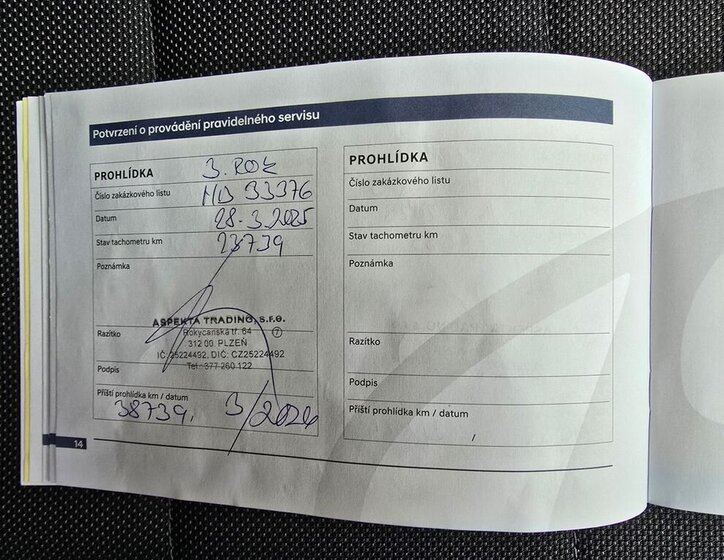 Potvrzení o provádění pravidelného servisu
PROHLÍDKA 3. ROK
Číslo zakázkového listu HD 33376
Datum 28.3.2025
Stav tachometru km 23739
Poznámka
ASPEKTA TRADING, s.r.o.
Razítko Rokycanská tř. 64 7
312 00 PLZEŇ
IČ: 25224492, DIČ: CZ25224492
Podpis Tel.: 377 260 122
Příští prohlídka km / datum
38739, 3/2026
14
PROHLÍDKA
Číslo zakázkového listu
Datum
Stav tachometru km
Poznámka
Razítko
Podpis
Příští prohlídka km / datum
/